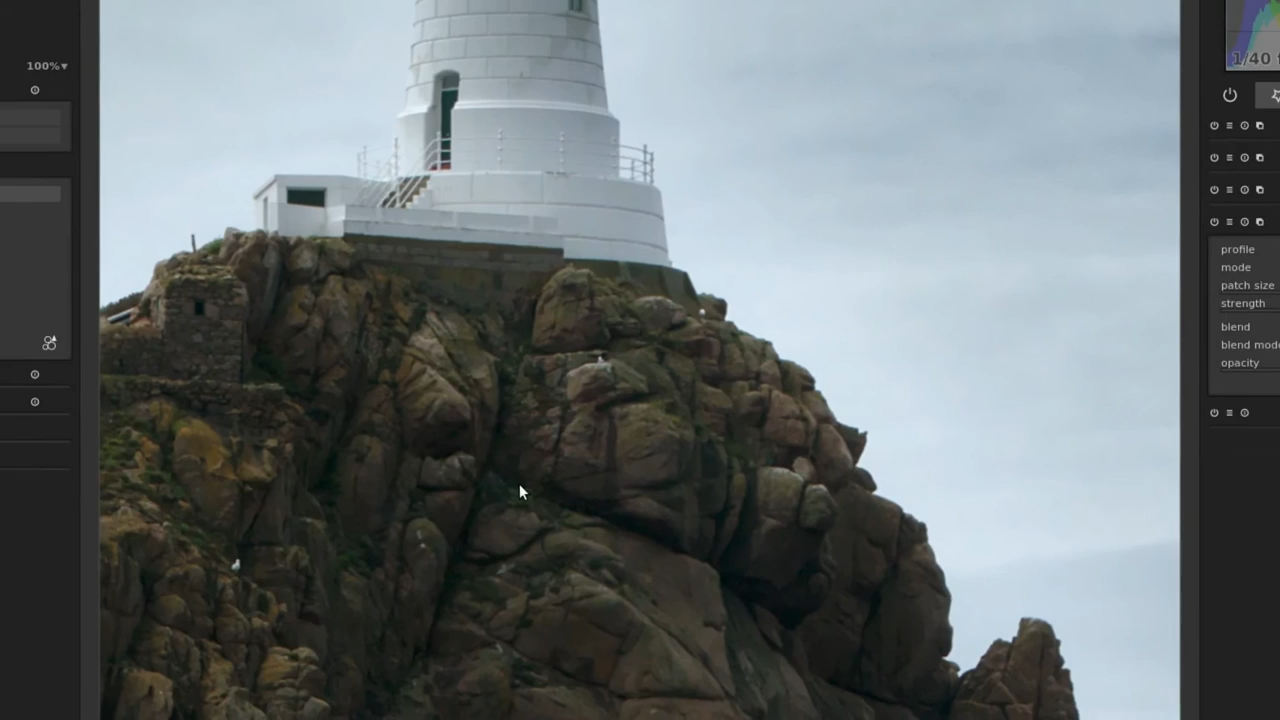 100%
1/40
profile
mode
patch size
strength
blend
blend mode
opacity